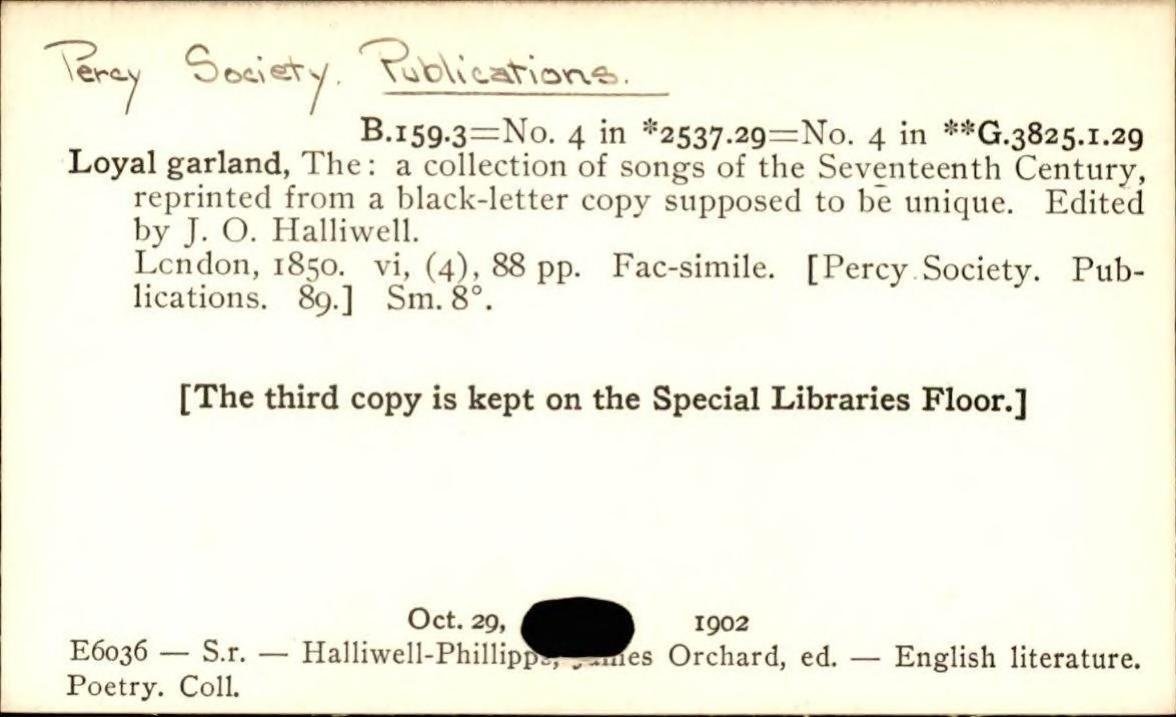 Percy Society. Publications.
B.159.3=No. 4 in *2537.29=No. 4 in **G.3825.1.29
Loyal garland, The: a collection of songs of the Seventeenth Century,
reprinted from a black-letter copy supposed to be unique. Edited
by J. O. Halliwell.
Lcndon, 1850. vi, (4), 88 pp. Fac-simile. [Percy Society. Pub-
lications. 89.] Sm. 8°.
[The third copy is kept on the Special Libraries Floor.]
Oct. 29, 1902
E6036 — S.r. — Halliwell-Phillipps, James Orchard, ed. — English literature.
Poetry. Coll.